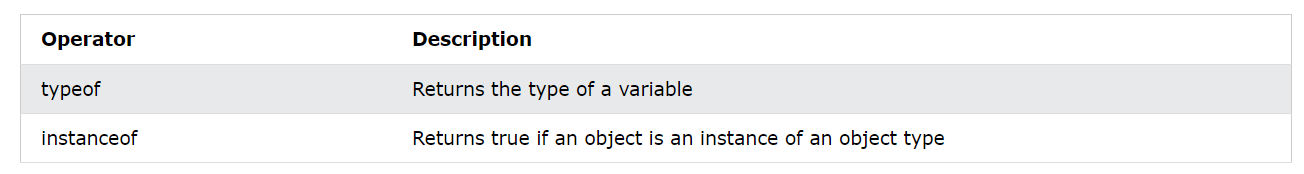 Operator Description
typeof Returns the type of a variable
instanceof Returns true if an object is an instance of an object type